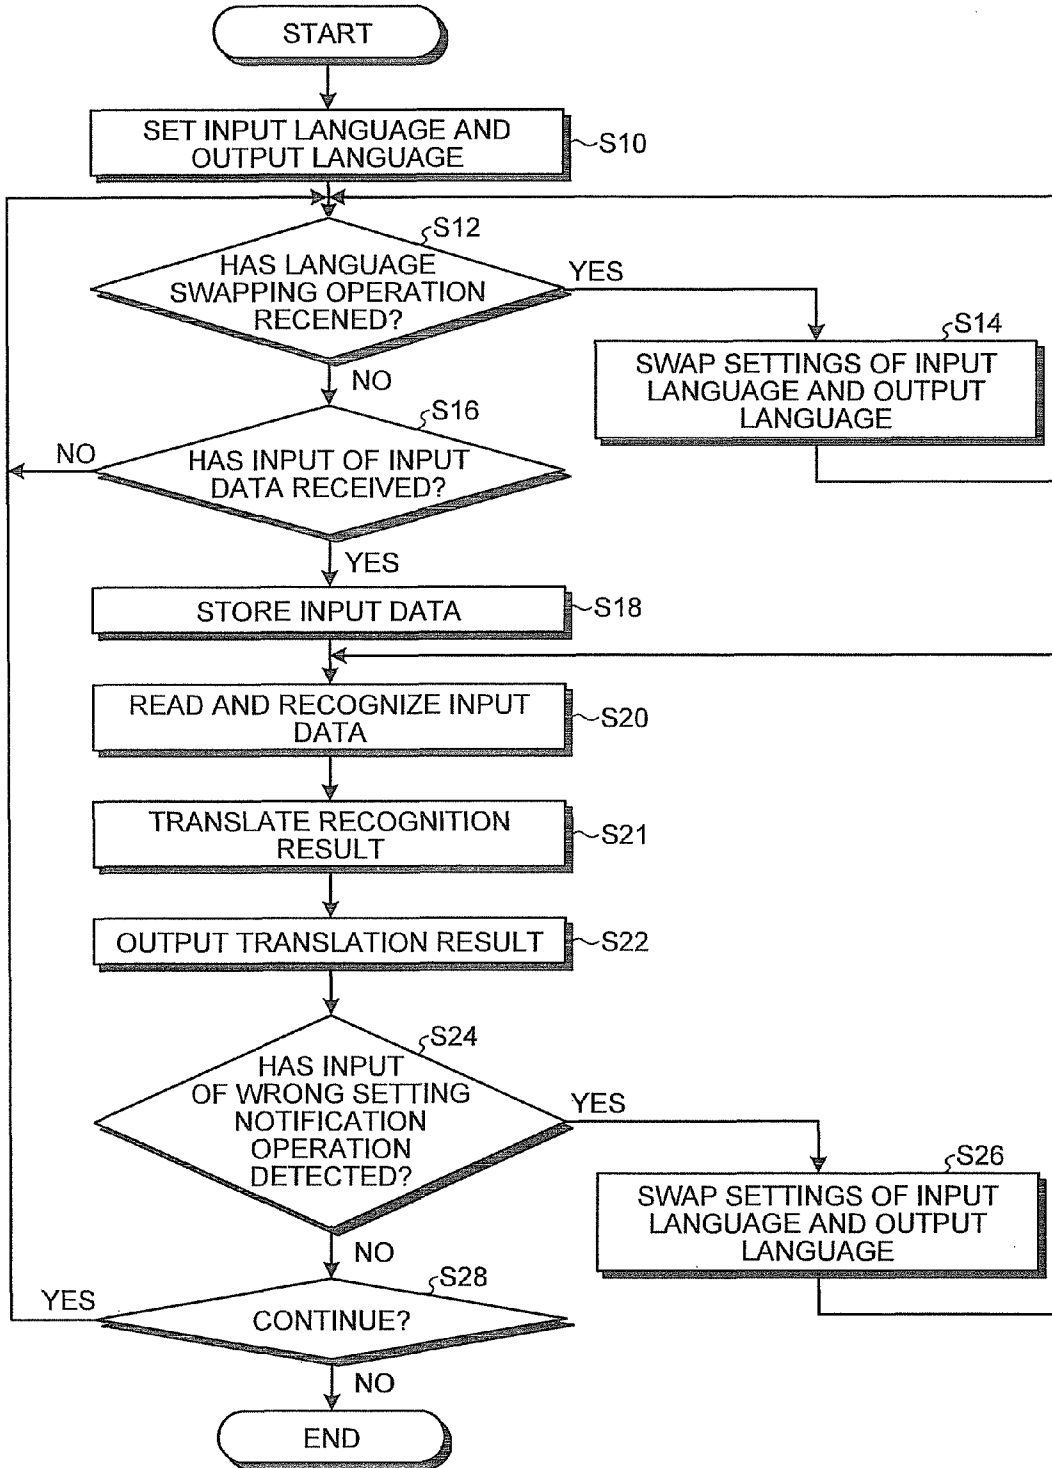 START
SET INPUT LANGUAGE AND
OUTPUT LANGUAGE
S10
S12
HAS LANGUAGE
SWAPPING OPERATION
RECENED?
YES
S14
SWAP SETTINGS OF INPUT
LANGUAGE AND OUTPUT
LANGUAGE
NO
S16
NO
HAS INPUT OF INPUT
DATA RECEIVED?
YES
STORE INPUT DATA
S18
READ AND RECOGNIZE INPUT
DATA
S20
TRANSLATE RECOGNITION
RESULT
S21
OUTPUT TRANSLATION RESULT
S22
S24
HAS INPUT
OF WRONG SETTING
NOTIFICATION
OPERATION
DETECTED?
YES
S26
SWAP SETTINGS OF INPUT
LANGUAGE AND OUTPUT
LANGUAGE
NO
S28
YES
CONTINUE?
NO
END